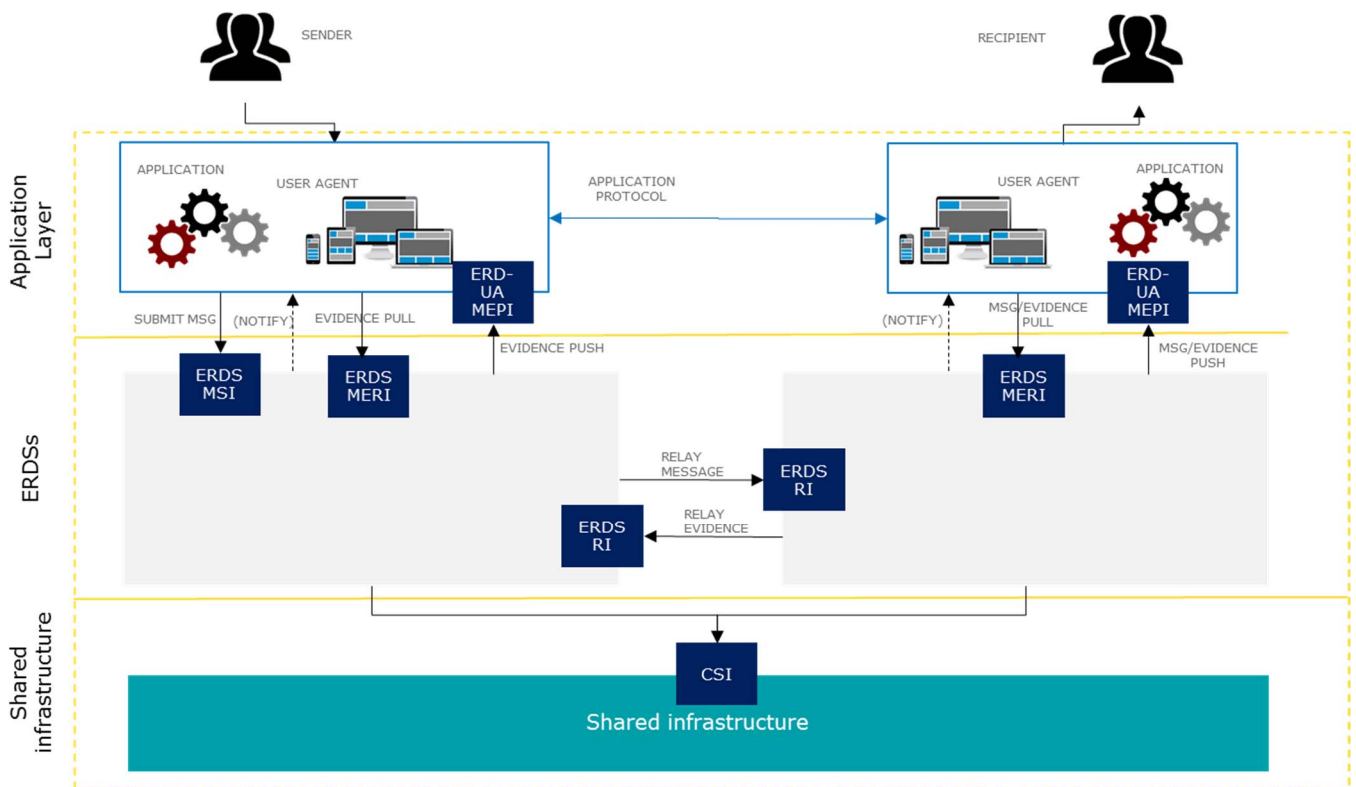 SENDER
RECIPIENT
Application
Layer
APPLICATION
USER AGENT
APPLICATION
PROTOCOL
USER AGENT
APPLICATION
ERD-
UA
MEPI
ERD-
UA
MEPI
SUBMIT MSG
(NOTIFY)
EVIDENCE PULL
EVIDENCE PUSH
(NOTIFY)
MSG/EVIDENCE
PULL
MSG/EVIDENCE
PUSH
ERDSs
ERDS
MSI
ERDS
MERI
ERDS
MERI
RELAY
MESSAGE
ERDS
RI
ERDS
RI
RELAY
EVIDENCE
Shared
infrastructure
CSI
Shared infrastructure